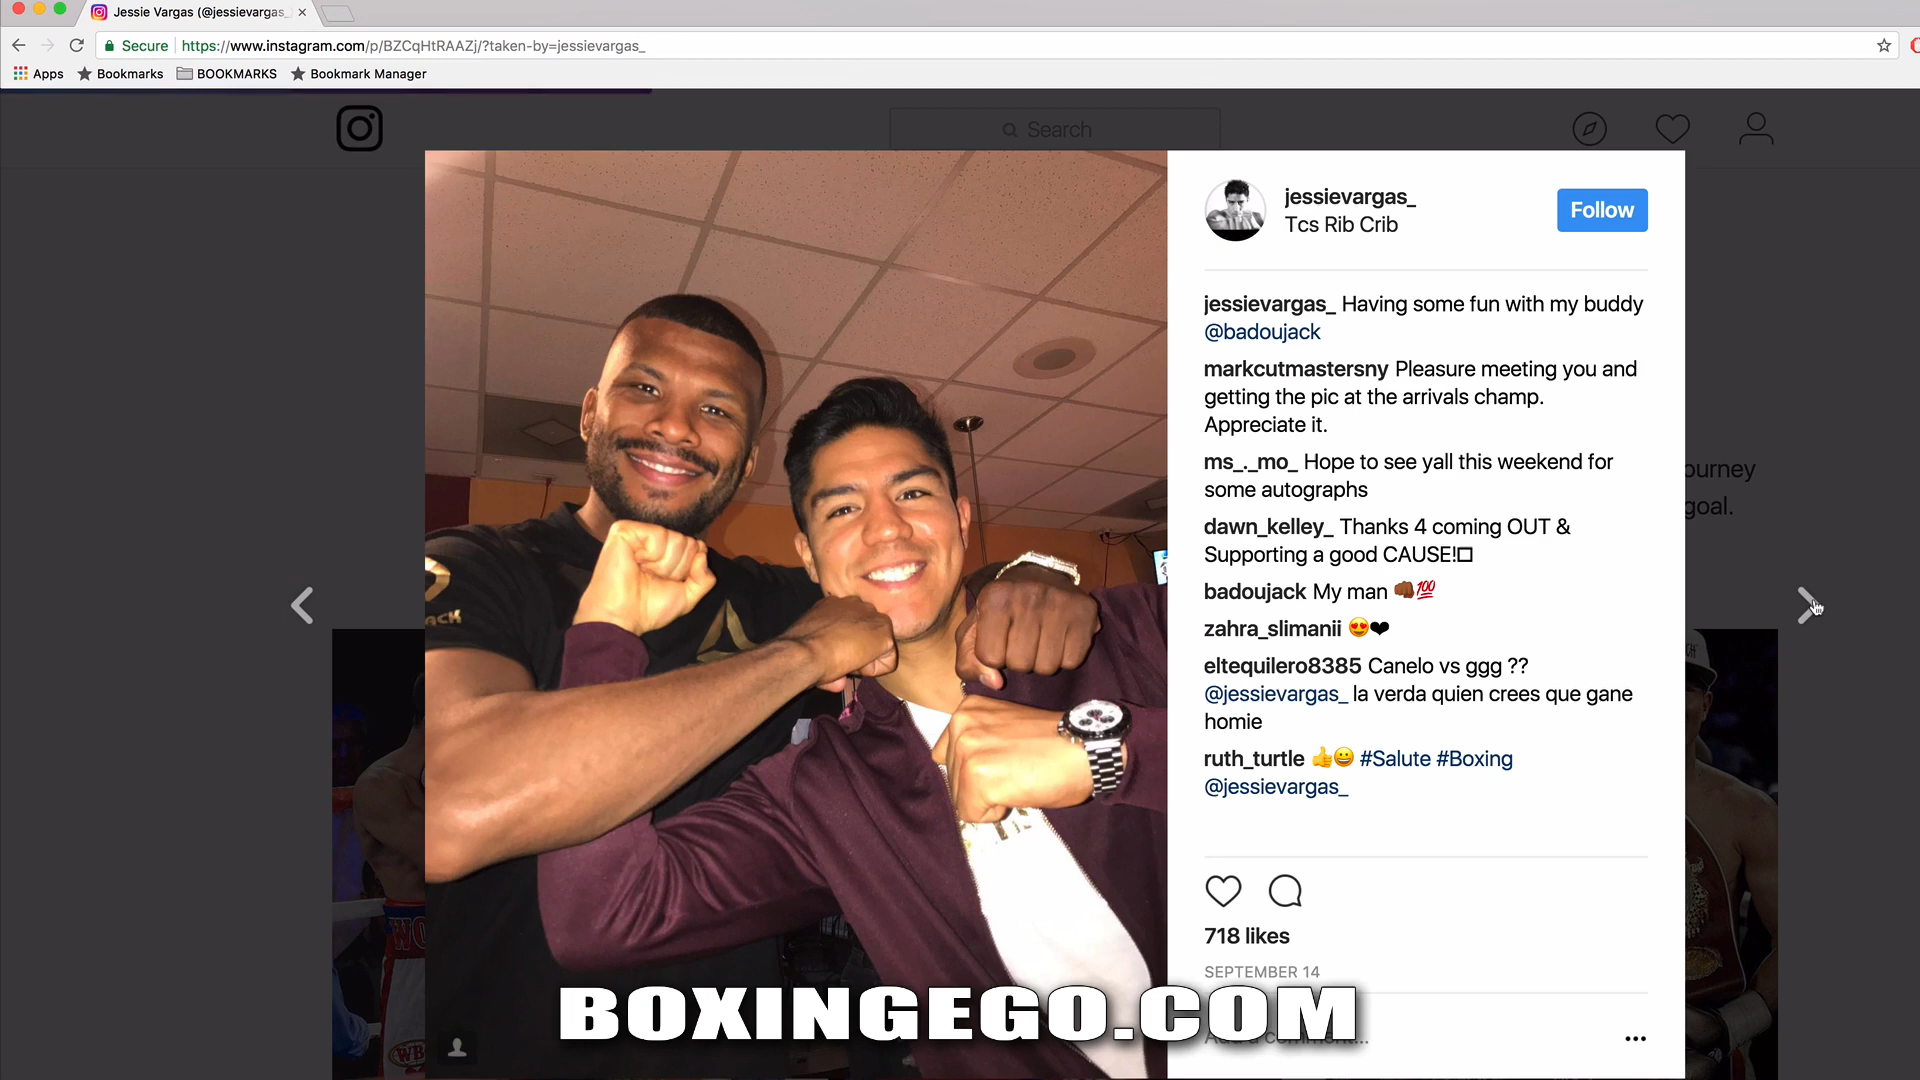 Jessie Vargas (@jessievargas_)
Secure https://www.instagram.com/p/BZCqHtRAAZj/?taken-by=jessievargas_
Apps Bookmarks BOOKMARKS Bookmark Manager
Search
jessievargas_
Tcs Rib Crib
Follow
jessievargas_ Having some fun with my buddy
@badoujack
markcutmastersny Pleasure meeting you and
getting the pic at the arrivals champ.
Appreciate it.
ms_._mo_ Hope to see yall this weekend for
some autographs
dawn_kelley_ Thanks 4 coming OUT &
Supporting a good CAUSE!□
badoujack My man 👊🏾💯
zahra_slimanii 😍❤
eltequilero8385 Canelo vs ggg ??
@jessievargas_ la verda quien crees que gane
homie
ruth_turtle 👍😀 #Salute #Boxing
@jessievargas_
ourney
goal.
718 likes
SEPTEMBER 14
BOXINGEGO.COM
Add a comment...